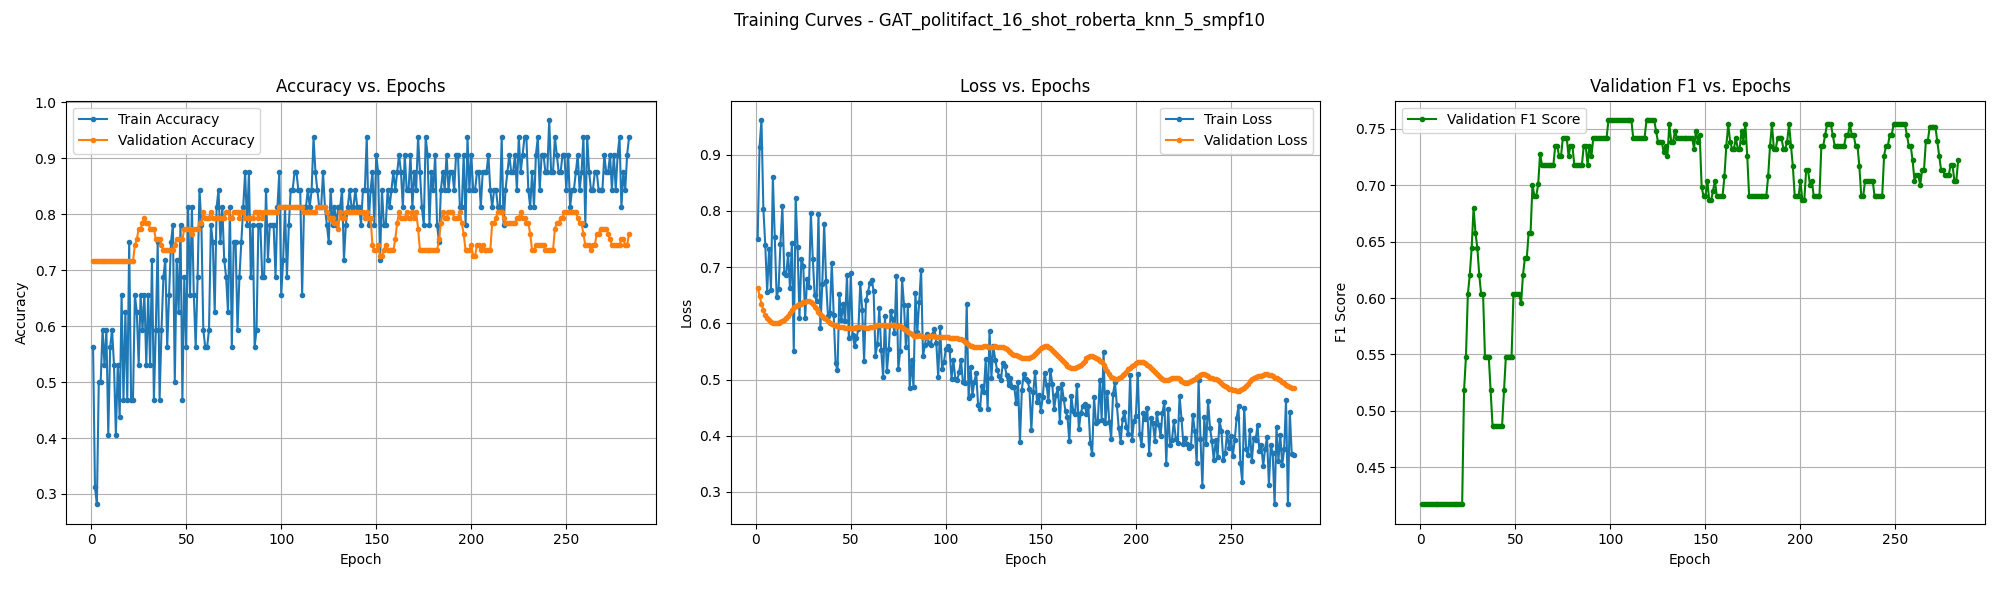 Training Curves - GAT_politifact_16_shot_roberta_knn_5_smpf10
Accuracy vs. Epochs
Train Accuracy
Validation Accuracy
1.0
0.9
0.8
0.7
0.6
0.5
0.4
0.3
Accuracy
0 50 100 150 200 250
Epoch
Loss vs. Epochs
Train Loss
Validation Loss
0.9
0.8
0.7
0.6
0.5
0.4
0.3
Loss
0 50 100 150 200 250
Epoch
Validation F1 vs. Epochs
Validation F1 Score
0.75
0.70
0.65
0.60
0.55
0.50
0.45
F1 Score
0 50 100 150 200 250
Epoch